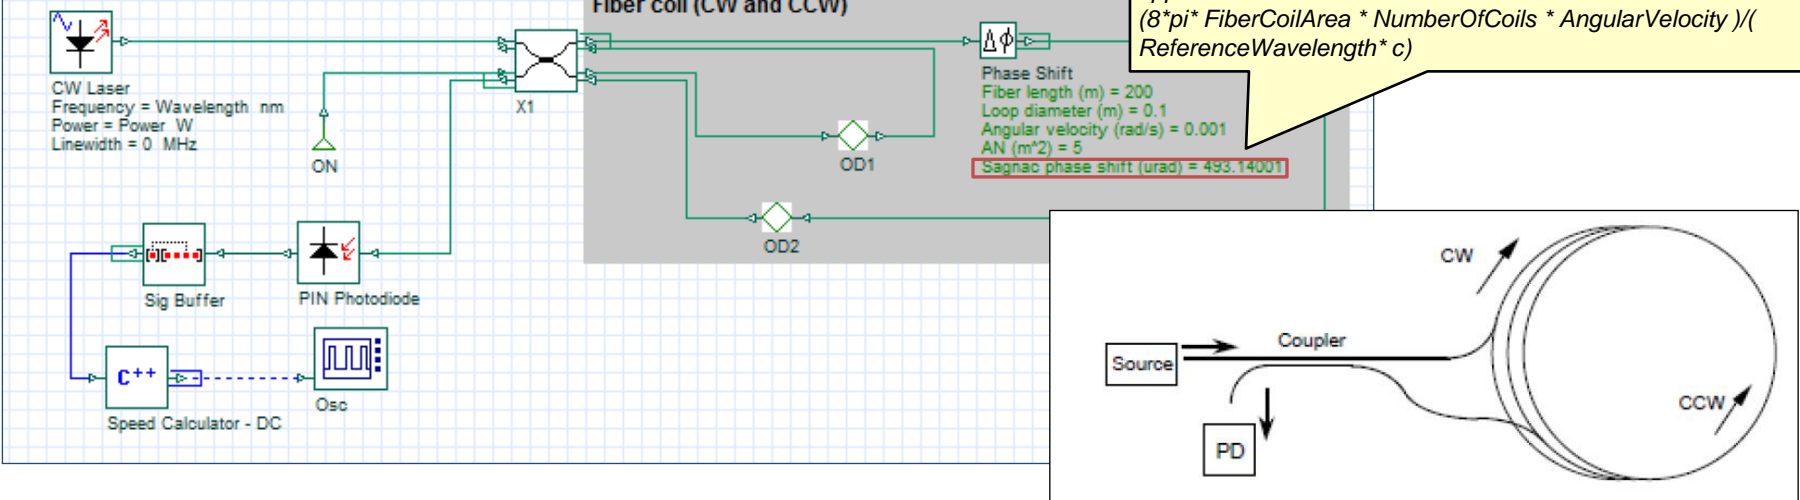 Fiber coil (CW and CCW)
(8*pi* FiberCoilArea * NumberOfCoils * AngularVelocity )/(
ReferenceWavelength* c)
CW Laser
Frequency = Wavelength nm
Power = Power W
Linewidth = 0 MHz
X1
ON
Δϕ
Phase Shift
Fiber length (m) = 200
Loop diameter (m) = 0.1
Angular velocity (rad/s) = 0.001
AN (m^2) = 5
Sagnac phase shift (urad) = 493.14001
OD1
OD2
Sig Buffer
PIN Photodiode
C++
Speed Calculator - DC
Osc
CW
Coupler
Source
CCW
PD